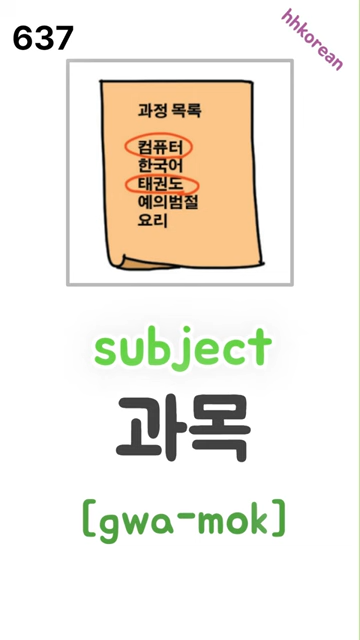 637
hhkorean
과정 목록
컴퓨터
한국어
태권도
예의범절
요리
subject
과목
[gwa-mok]